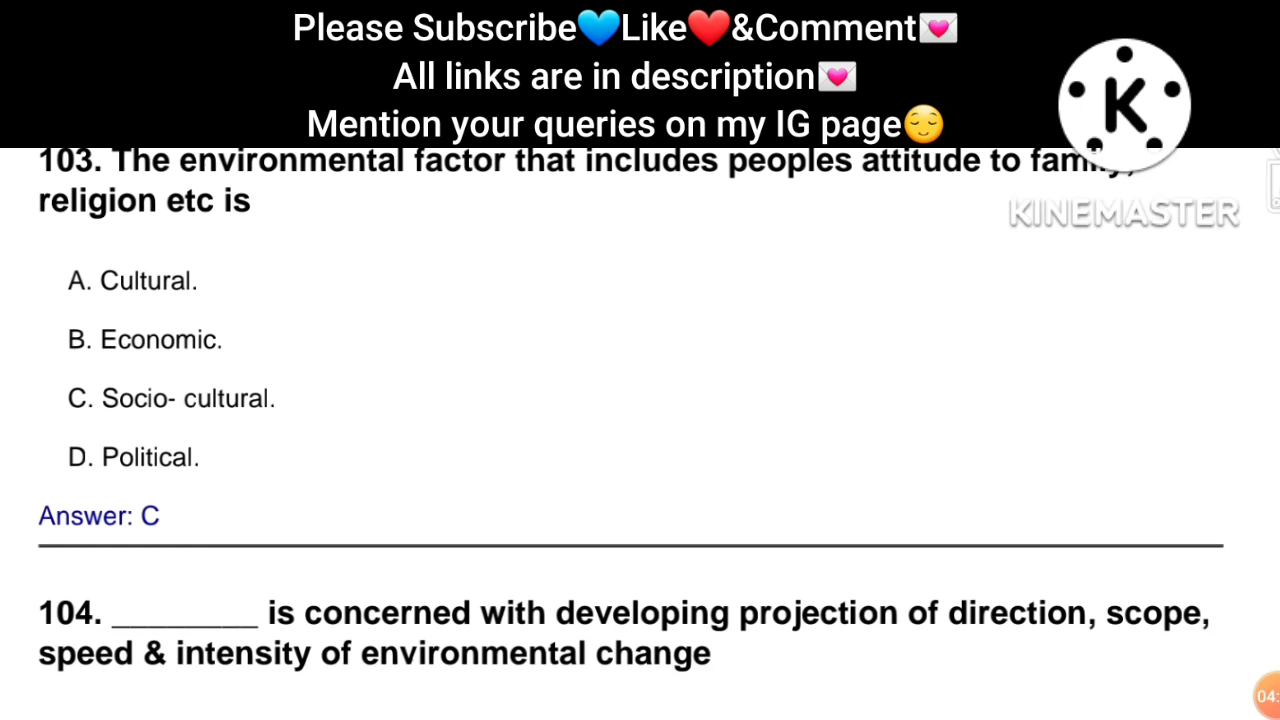 Please Subscribe💙Like❤️&Comment💌
All links are in description💌
Mention your queries on my IG page😌
K
KINEMASTER
103. The environmental factor that includes peoples attitude to family,
religion etc is
A. Cultural.
B. Economic.
C. Socio- cultural.
D. Political.
Answer: C
104. ________ is concerned with developing projection of direction, scope,
speed & intensity of environmental change
04: